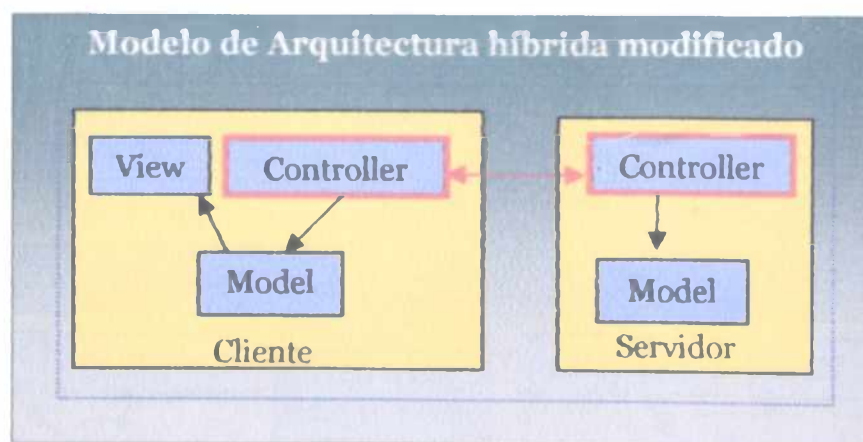 Modelo de Arquitectura híbrida modificado
View
Controller
Controller
Model
Model
Cliente
Servidor